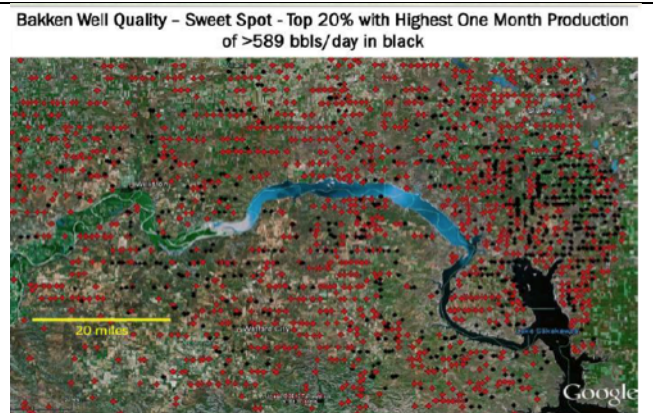 Bakken Well Quality – Sweet Spot - Top 20% with Highest One Month Production
of >589 bbls/day in black
20 miles
Google